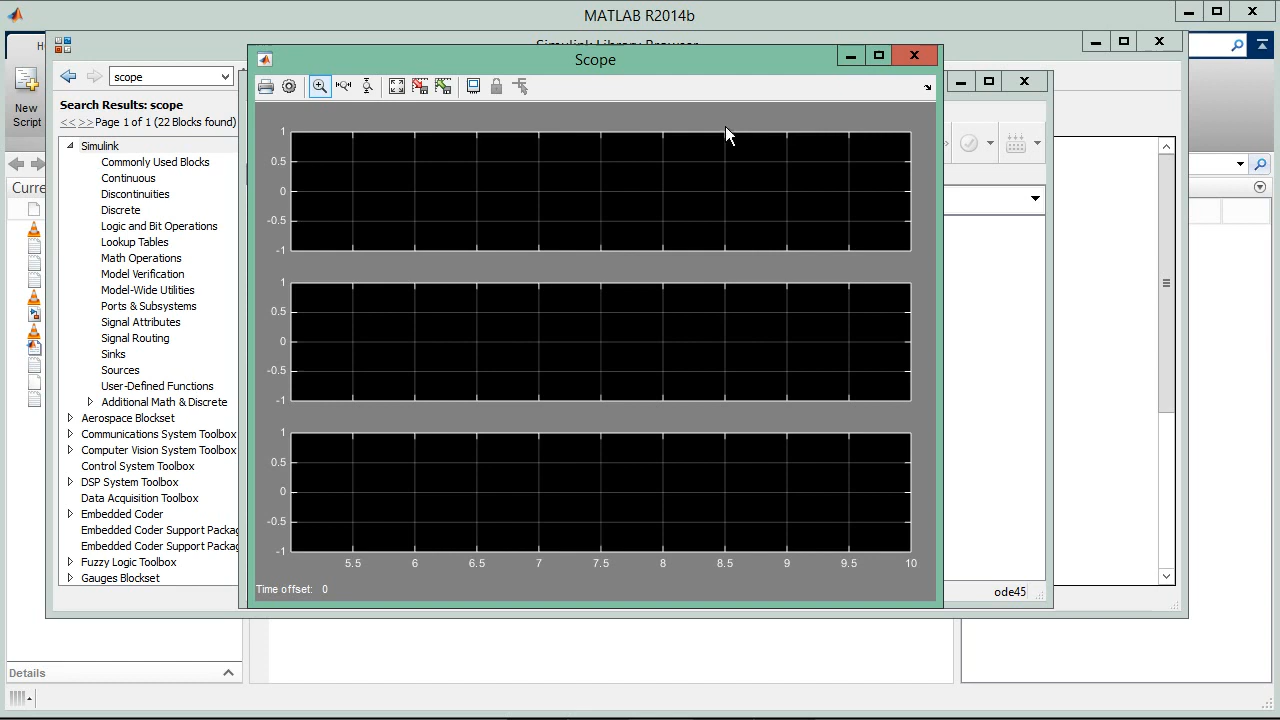 MATLAB R2014b
Simulink Library Browser
H
scope
Scope
New
Script
Search Results: scope
<< >> Page 1 of 1 (22 Blocks found)
Curre
Simulink
Commonly Used Blocks
Continuous
Discontinuities
Discrete
Logic and Bit Operations
Lookup Tables
Math Operations
Model Verification
Model-Wide Utilities
Ports & Subsystems
Signal Attributes
Signal Routing
Sinks
Sources
User-Defined Functions
Additional Math & Discrete
Aerospace Blockset
Communications System Toolbox
Computer Vision System Toolbox
Control System Toolbox
DSP System Toolbox
Data Acquisition Toolbox
Embedded Coder
Embedded Coder Support Packag
Embedded Coder Support Packag
Fuzzy Logic Toolbox
Gauges Blockset
1
0.5
0
-0.5
-1
1
0.5
0
-0.5
-1
1
0.5
0
-0.5
-1
5.5 6 6.5 7 7.5 8 8.5 9 9.5 10
Time offset: 0
ode45
Details